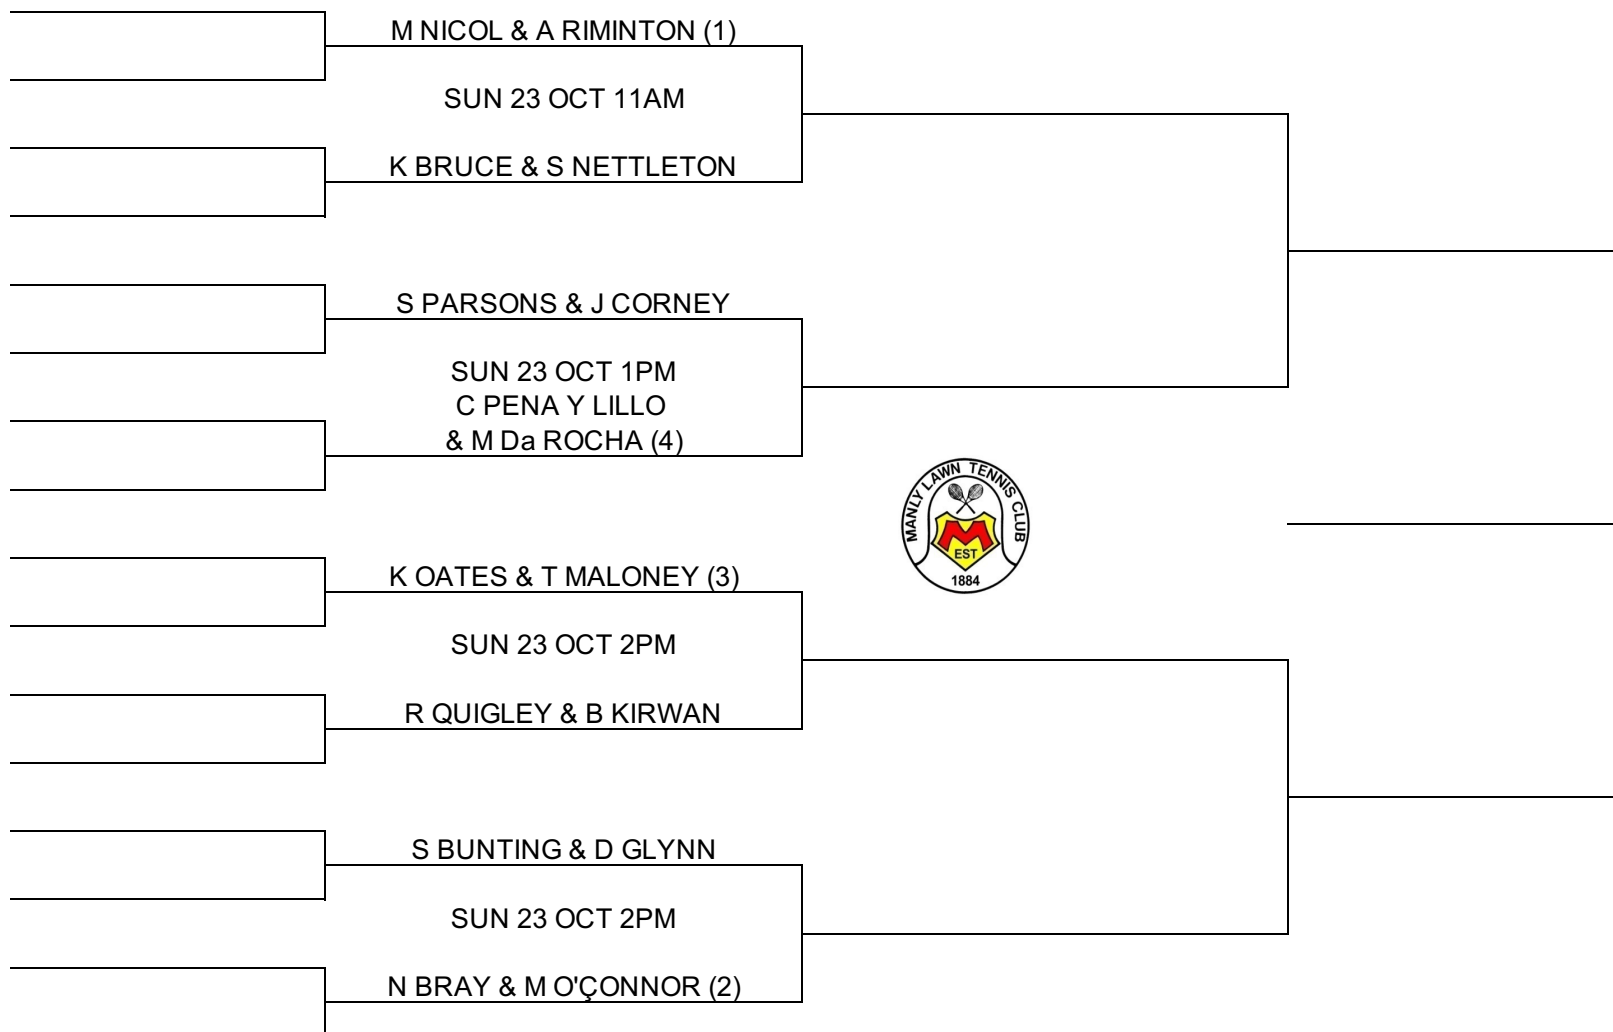 M NICOL & A RIMINTON (1)
SUN 23 OCT 11AM
K BRUCE & S NETTLETON
S PARSONS & J CORNEY
SUN 23 OCT 1PM
C PENA Y LILLO
& M Da ROCHA (4)
MANLY LAWN TENNIS CLUB
M
EST
1884
K OATES & T MALONEY (3)
SUN 23 OCT 2PM
R QUIGLEY & B KIRWAN
S BUNTING & D GLYNN
SUN 23 OCT 2PM
N BRAY & M O'ÇONNOR (2)